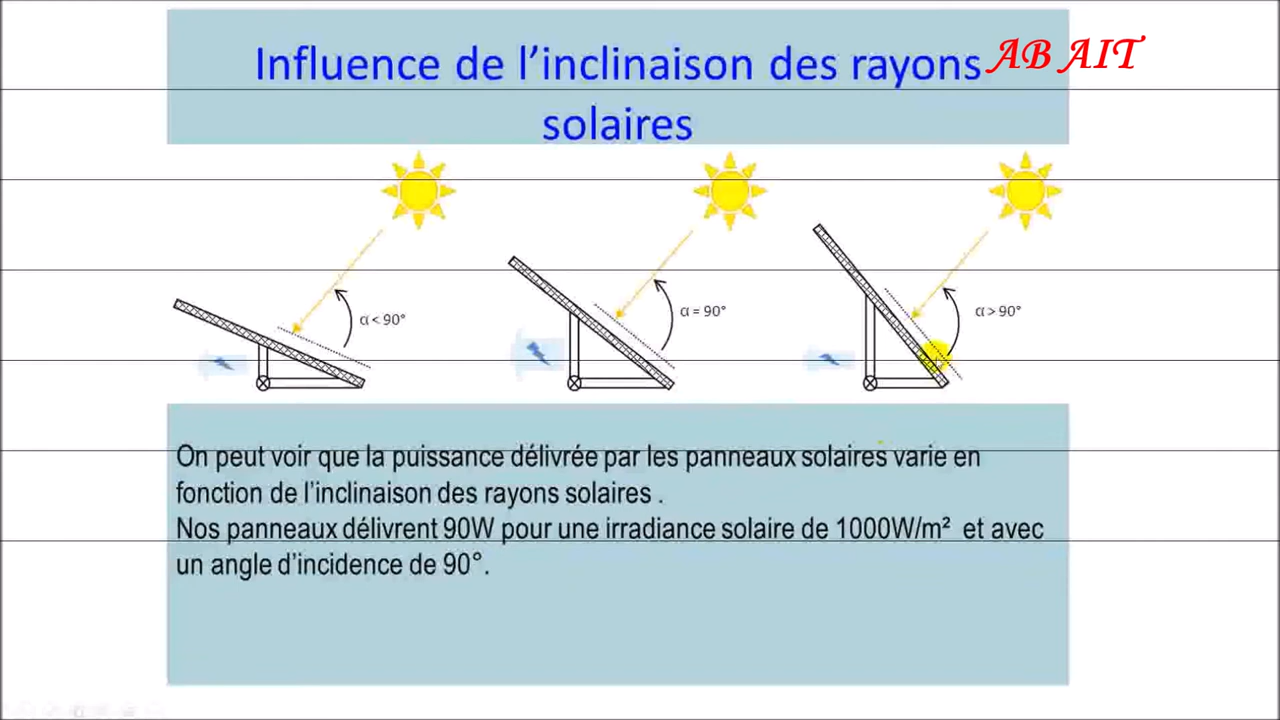 Influence de l’inclinaison des rayons
AB AIT
solaires
α < 90°
α = 90°
α > 90°
On peut voir que la puissance délivrée par les panneaux solaires varie en
fonction de l’inclinaison des rayons solaires .
Nos panneaux délivrent 90W pour une irradiance solaire de 1000W/m² et avec
un angle d’incidence de 90°.